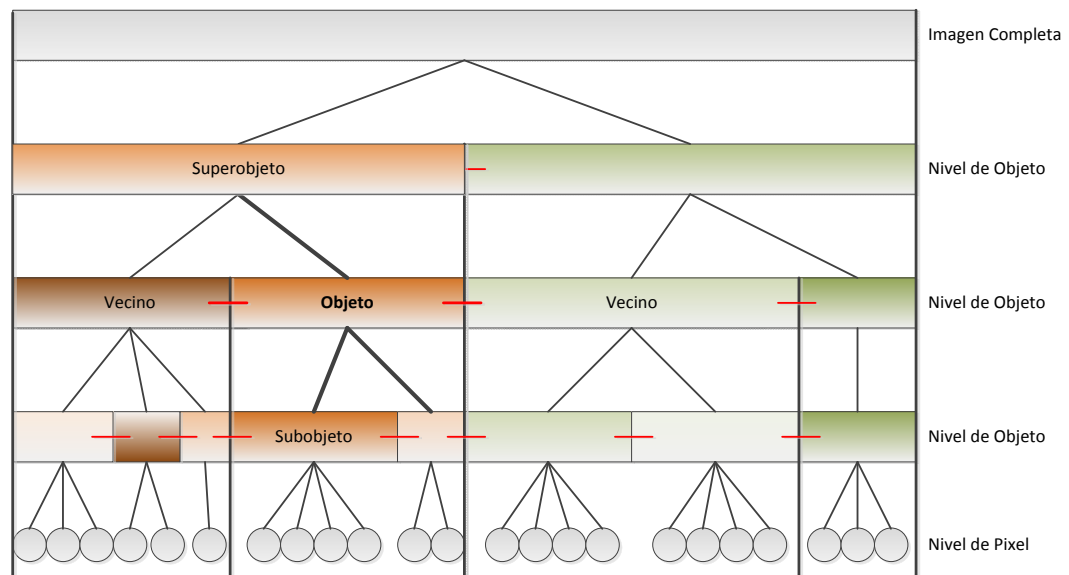 Imagen Completa
Superobjeto
Nivel de Objeto
Vecino
Objeto
Vecino
Nivel de Objeto
Subobjeto
Nivel de Objeto
Nivel de Pixel